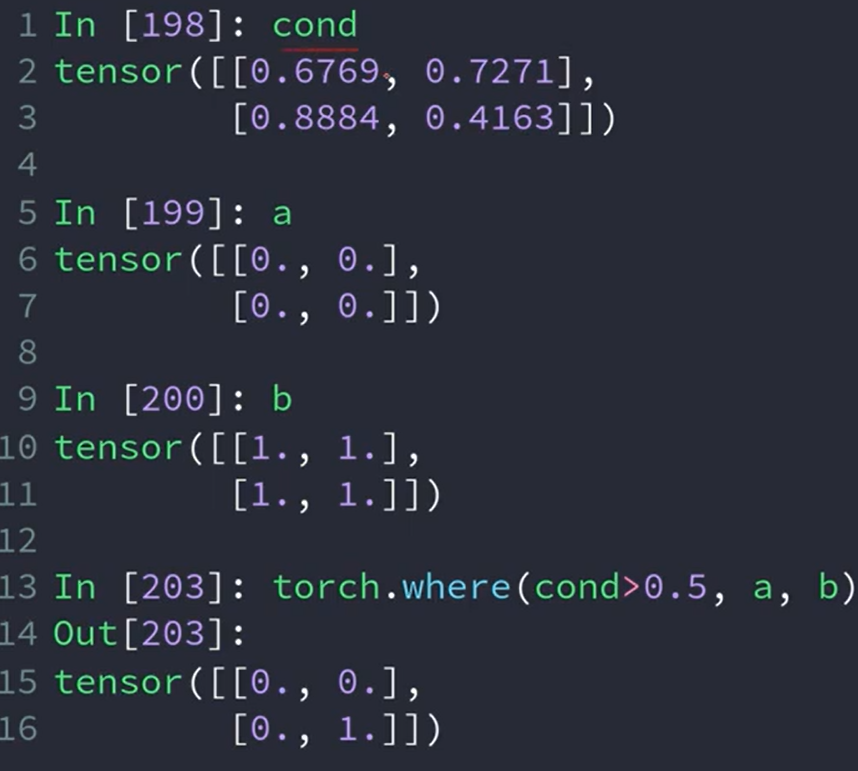 1 In [198]: cond
2 tensor([[0.6769, 0.7271],
3         [0.8884, 0.4163]])
4
5 In [199]: a
6 tensor([[0., 0.],
7         [0., 0.]])
8
9 In [200]: b
10 tensor([[1., 1.],
11         [1., 1.]])
12
13 In [203]: torch.where(cond>0.5, a, b)
14 Out[203]:
15 tensor([[0., 0.],
16         [0., 1.]])